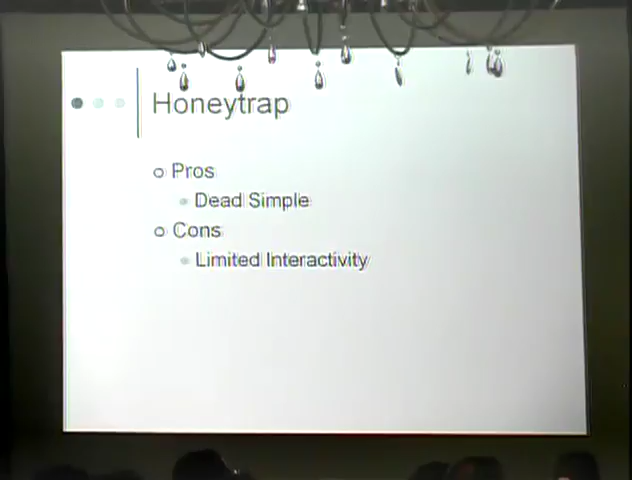 Honeytrap
Pros
Dead Simple
Cons
Limited Interactivity